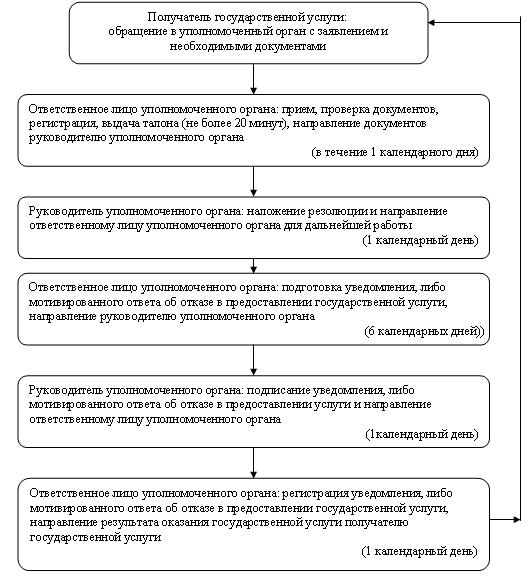 Получатель государственной услуги:
обращение в уполномоченный орган с заявлением и
необходимыми документами
Ответственное лицо уполномоченного органа: прием, проверка документов,
регистрация, выдача талона (не более 20 минут), направление документов
руководителю уполномоченного органа
(в течение 1 календарного дня)
Руководитель уполномоченного органа: наложение резолюции и направление
ответственному лицу уполномоченного органа для дальнейшей работы
(1 календарный день)
Ответственное лицо уполномоченного органа: подготовка уведомления, либо
мотивированного ответа об отказе в предоставлении государственной услуги,
направление руководителю уполномоченного органа
(6 календарных дней))
Руководитель уполномоченного органа: подписание уведомления, либо
мотивированного ответа об отказе в предоставлении услуги и направление
ответственному лицу уполномоченного органа
(1календарный день)
Ответственное лицо уполномоченного органа: регистрация уведомления, либо
мотивированного ответа об отказе в предоставлении государственной услуги,
направление результата оказания государственной услуги получателю
государственной услуги
(1 календарный день)